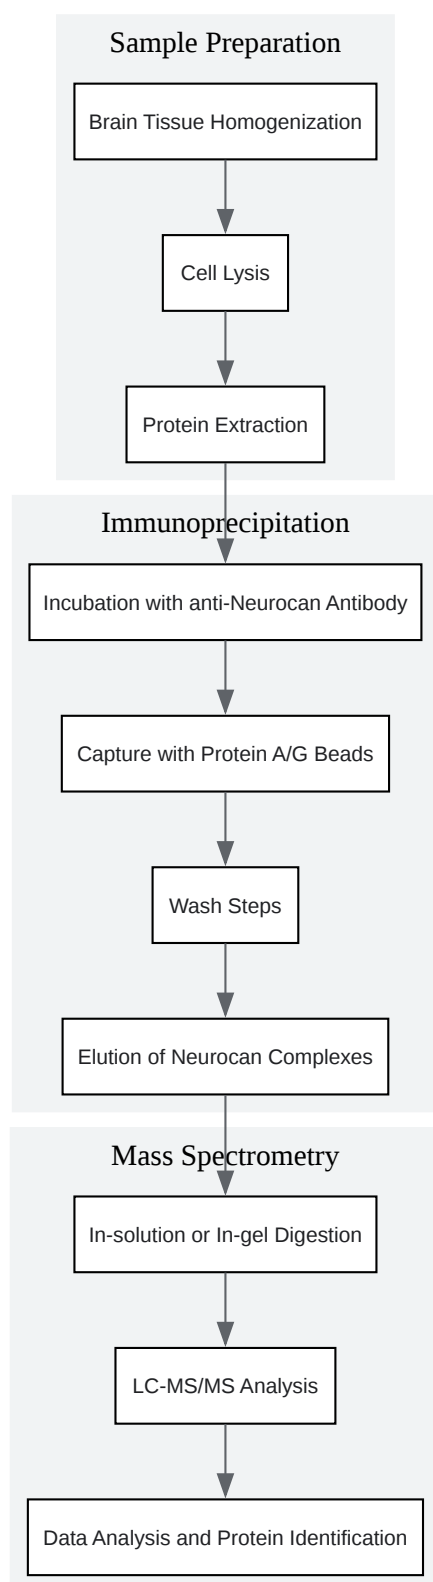 Sample Preparation
Brain Tissue Homogenization
Cell Lysis
Protein Extraction
Immunoprecipitation
Incubation with anti-Neurocan Antibody
Capture with Protein A/G Beads
Wash Steps
Elution of Neurocan Complexes
Mass Spectrometry
In-solution or In-gel Digestion
LC-MS/MS Analysis
Data Analysis and Protein Identification